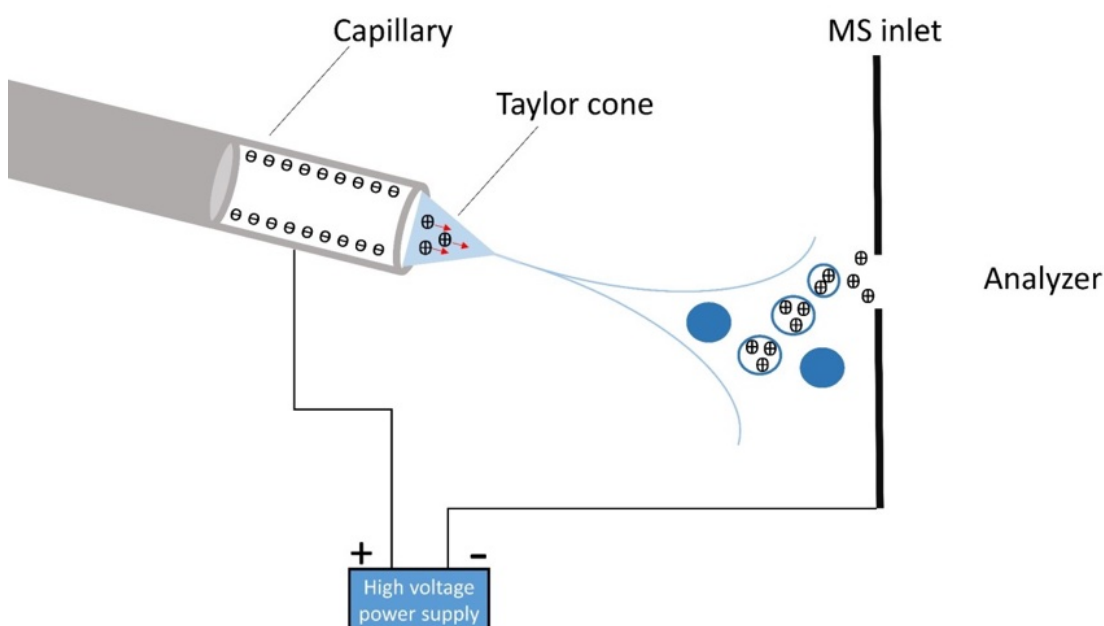 Capillary
MS inlet
Taylor cone
Analyzer
+ -
High voltage
power supply